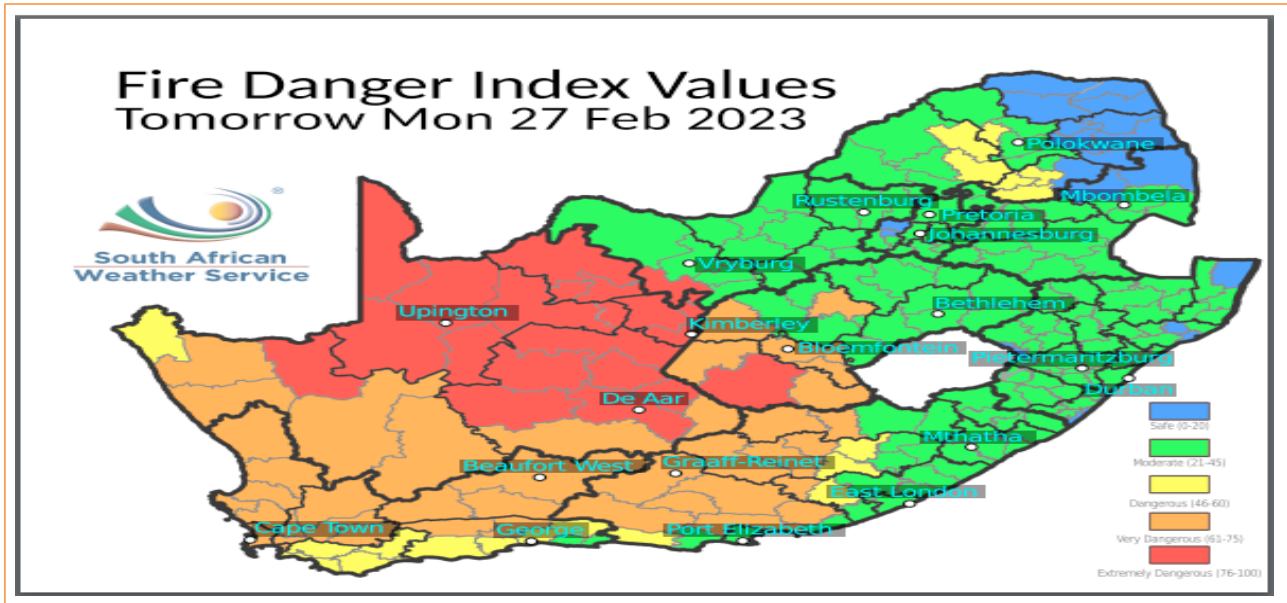 Fire Danger Index Values
Tomorrow Mon 27 Feb 2023
®
South African
Weather Service
Polokwane
Mbombela
Rustenburg
Pretoria
Johannesburg
Vryburg
Bethlehem
Upington
Kimberley
Bloemfontein
Pietermaritzburg
Durban
De Aar
Mthatha
Beaufort West
Graaff-Reinet
East London
Cape Town
George
Port Elizabeth
Safe (0-20)
Moderate (21-45)
Dangerous (46-60)
Very Dangerous (61-75)
Extremely Dangerous (76-100)